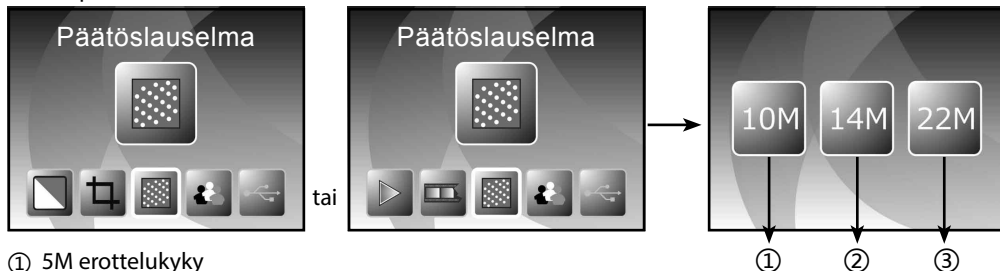 Päätöslauselma
Päätöslauselma
tai
10M 14M 22M
① ② ③
① 5M erottelukyky